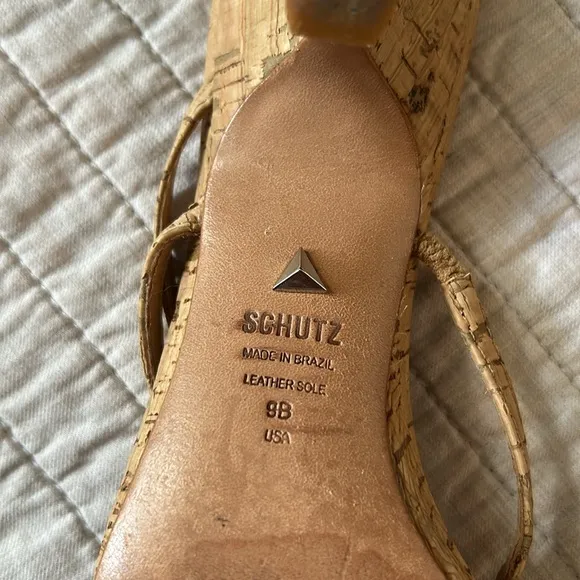 SCHUTZ
MADE IN BRAZIL
LEATHER SOLE
9B
USA